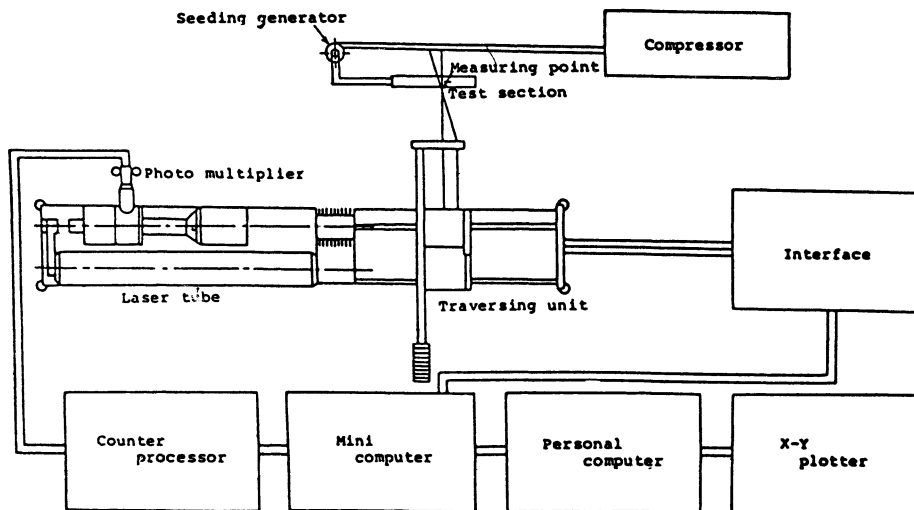 Seeding generator
Compressor
Measuring point
Test section
Photo multiplier
Interface
Laser tube
Traversing unit
Counter
processor
Mini
computer
Personal
computer
X-Y
plotter